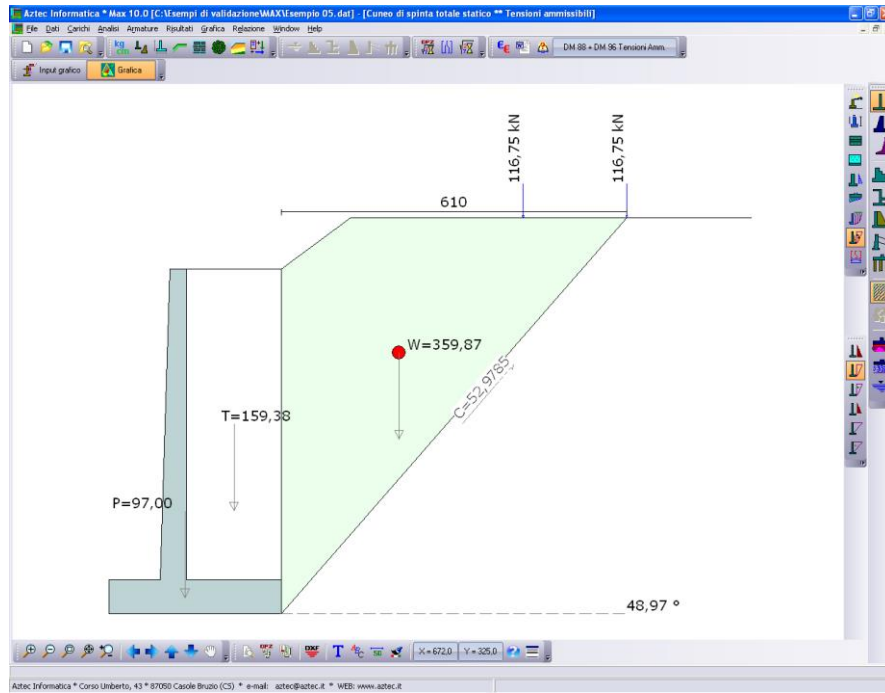 Aztec Informatica * Max 10.0 [C:\Esempi di validazione\MAX\Esempio 05.dat] - [Cuneo di spinta totale statico ** Tensioni ammissibili]
File Dati Carichi Analisi Armature Risultati Grafica Relazione Window Help
DM 88 + DM 96 Tensioni Amm.
Input grafico Grafica
116,75 kN 116,75 kN
610
W=359,87
C=52,9785
T=159,38
P=97,00
48,97 °
X=672,0 Y=325,0
Aztec Informatica * Corso Umberto, 43 * 87050 Casole Bruzio (CS) * e-mail: aztec@aztec.it * WEB: www.aztec.it